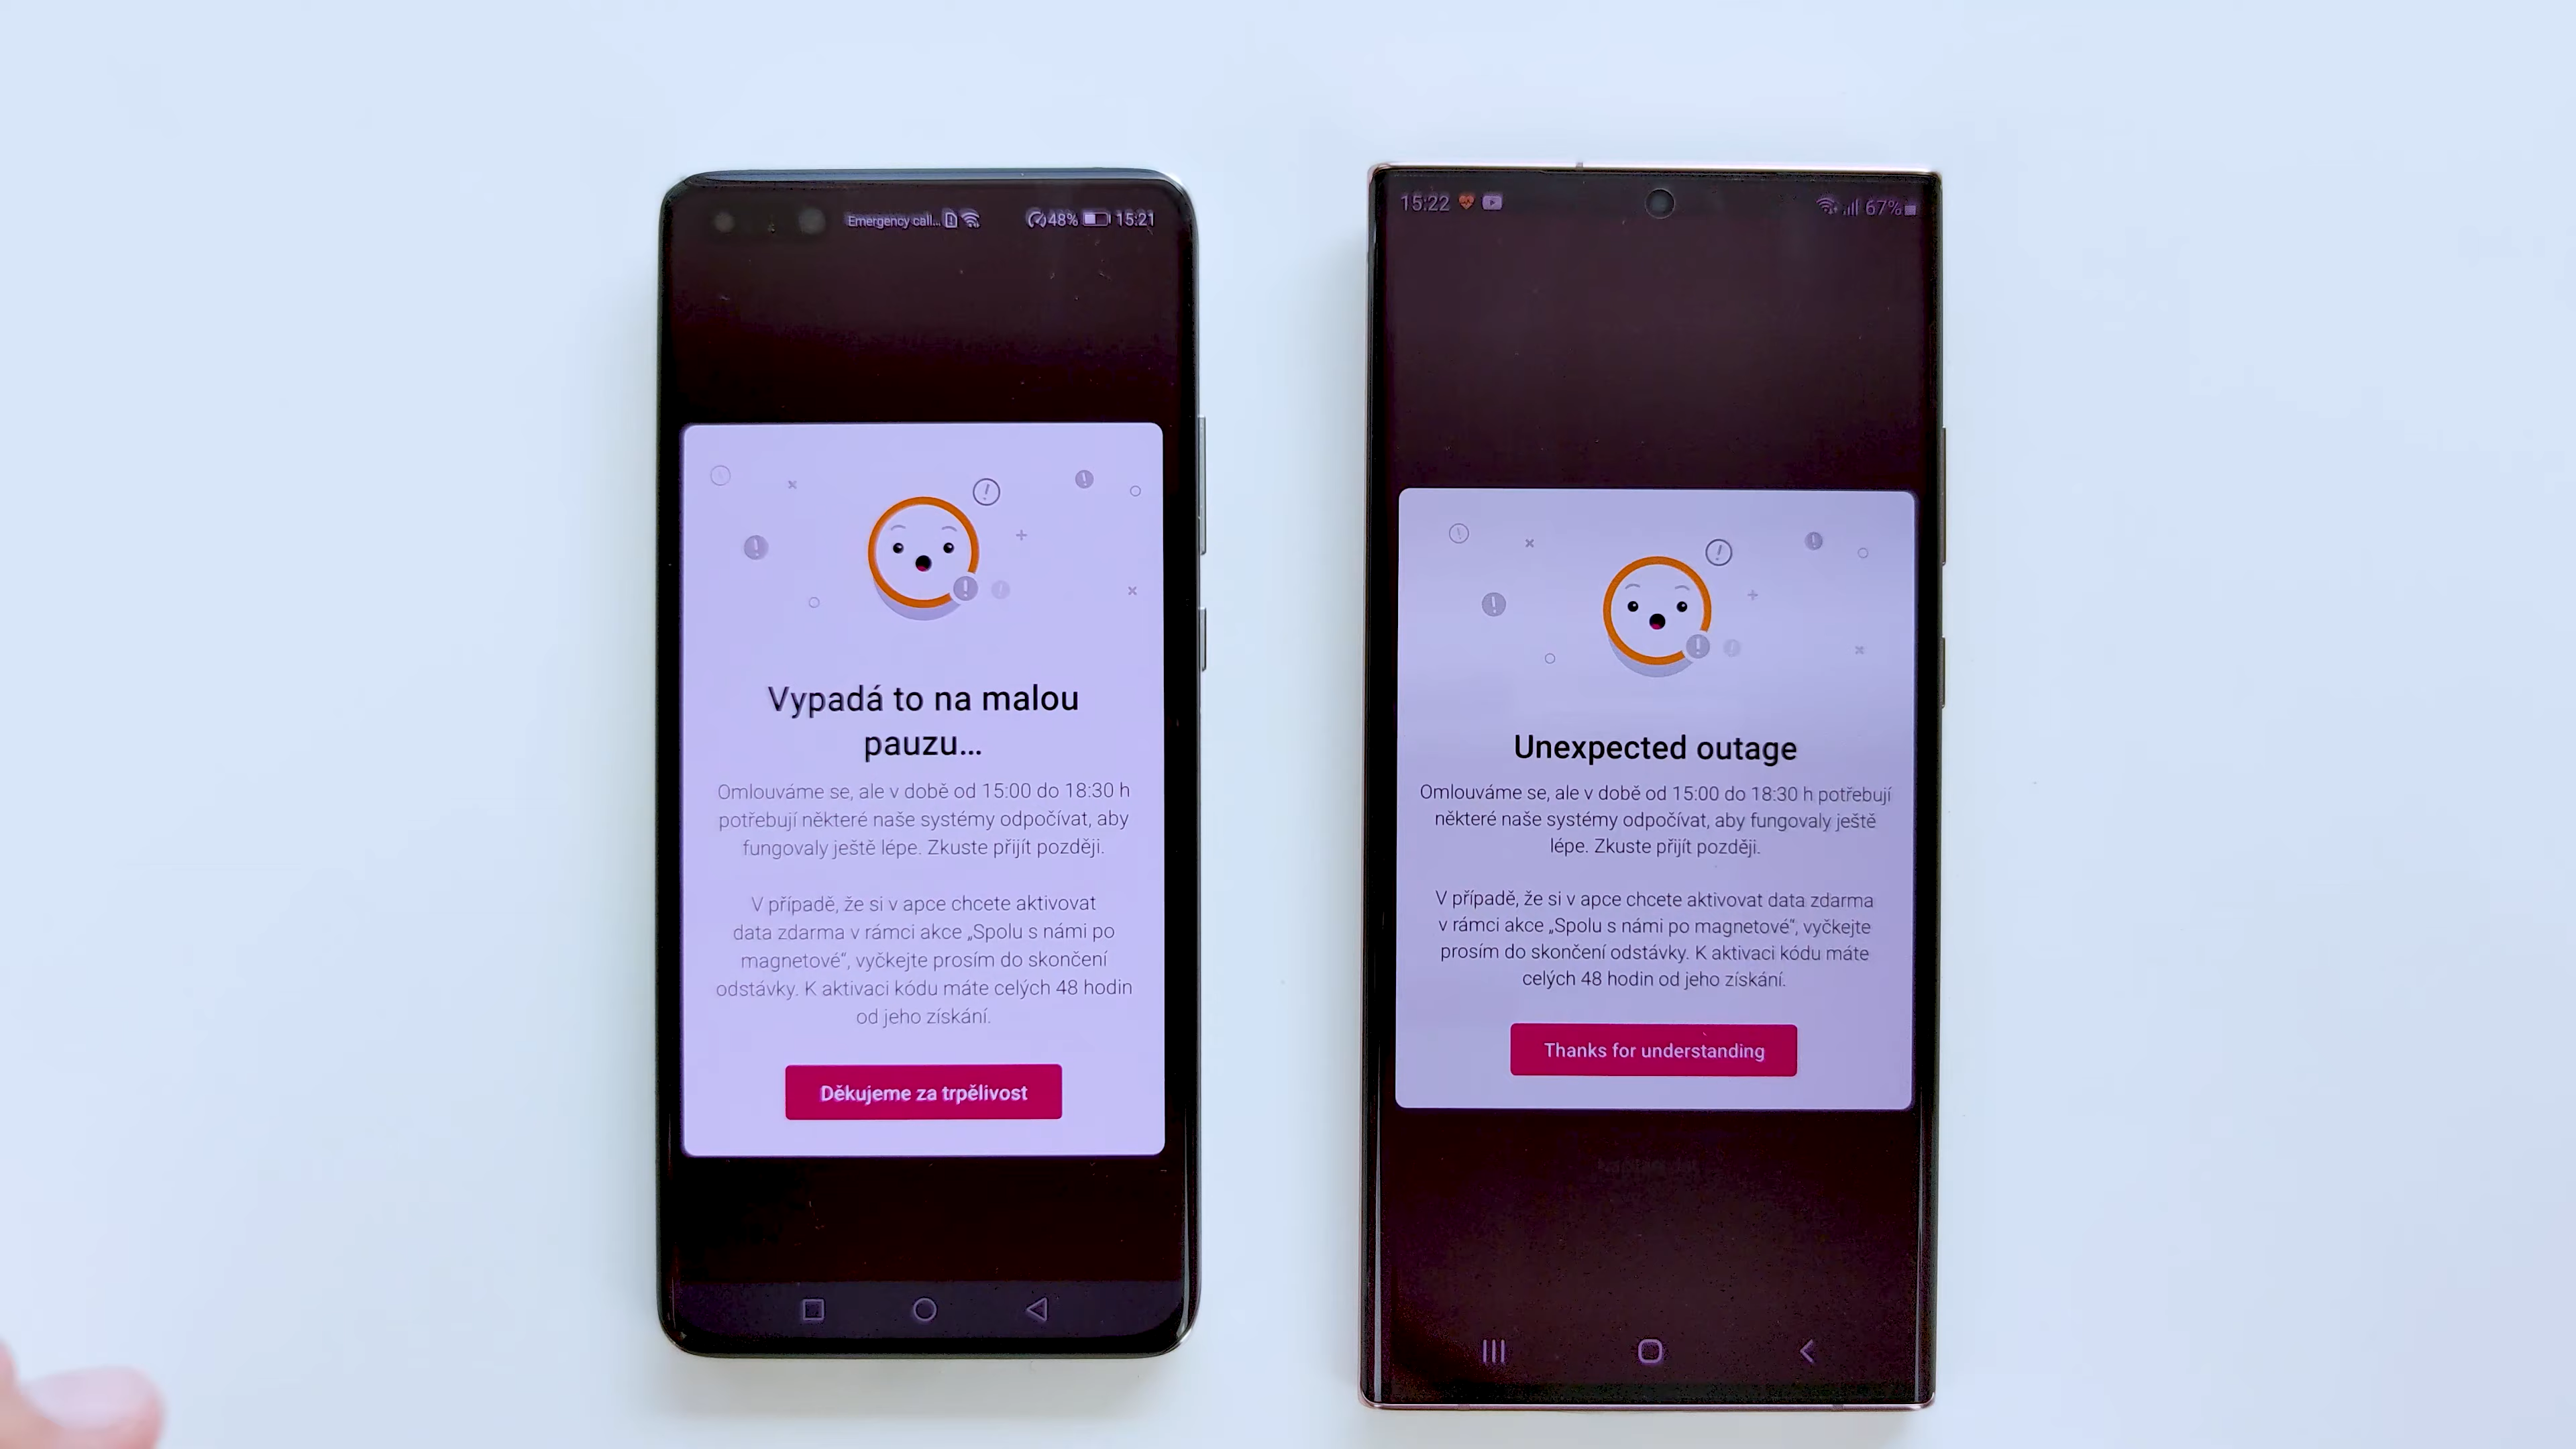 Emergency call... 48% 15:21
Vypadá to na malou
pauzu...
Omlouváme se, ale v době od 15:00 do 18:30 h
potřebují některé naše systémy odpočívat, aby
fungovaly ještě lépe. Zkuste přijít později.
V případě, že si v apce chcete aktivovat
data zdarma v rámci akce „Spolu s námi po
magnetové“, vyčkejte prosím do skončení
odstávky. K aktivaci kódu máte celých 48 hodin
od jeho získání.
Děkujeme za trpělivost
15:22 67%
Unexpected outage
Omlouváme se, ale v době od 15:00 do 18:30 h potřebují
některé naše systémy odpočívat, aby fungovaly ještě
lépe. Zkuste přijít později.
V případě, že si v apce chcete aktivovat data zdarma
v rámci akce „Spolu s námi po magnetové“, vyčkejte
prosím do skončení odstávky. K aktivaci kódu máte
celých 48 hodin od jeho získání.
Thanks for understanding